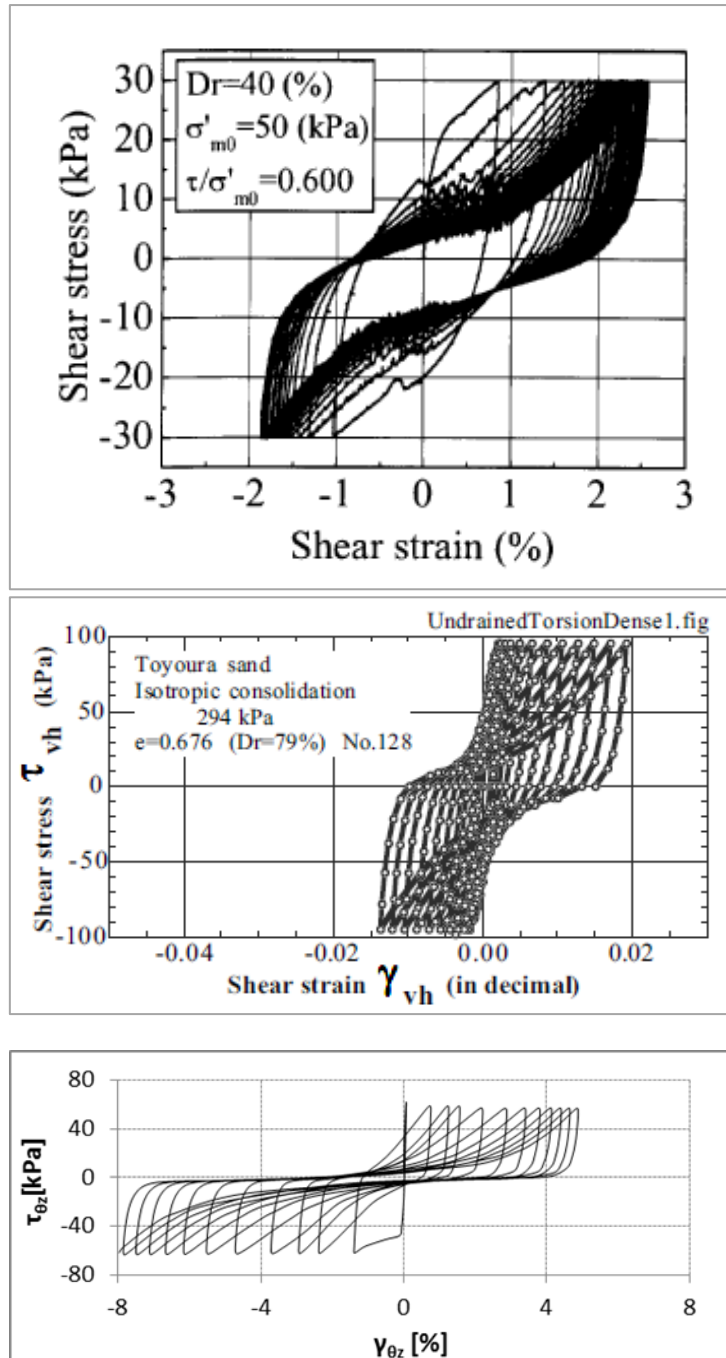 30
Dr=40 (%)
σ'm0=50 (kPa)
τ/σ'm0=0.600
20
10
0
-10
-20
-30
Shear stress (kPa)
-3 -2 -1 0 1 2 3
Shear strain (%)
UndrainedTorsionDense1.fig
100
Toyoura sand
Isotropic consolidation
294 kPa
e=0.676 (Dr=79%) No.128
50
0
-50
-100
Shear stress τvh (kPa)
-0.04 -0.02 0.00 0.02
Shear strain γvh (in decimal)
80
40
0
-40
-80
τθz[kPa]
-8 -4 0 4 8
γθz [%]